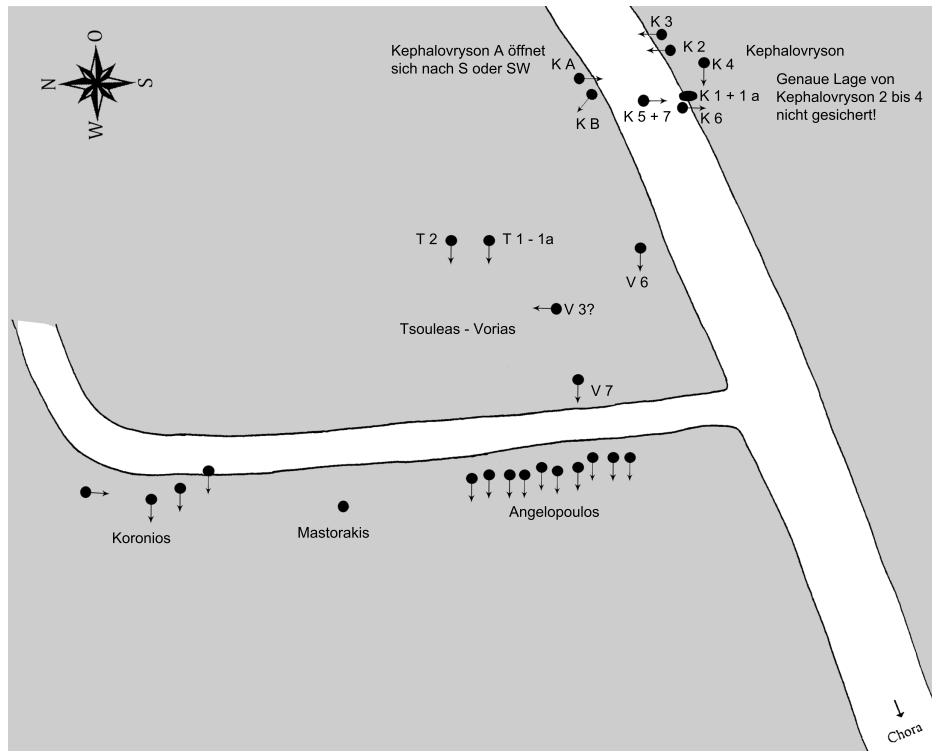 O
N
S
W
Kephalovryson A öffnet
sich nach S oder SW
K A
K B
K 3
K 2
K 4
Kephalovryson
Genaue Lage von
Kephalovryson 2 bis 4
nicht gesichert!
K 1 + 1 a
K 5 + 7
K 6
T 2
T 1 - 1a
V 6
V 3?
Tsouleas - Vorias
V 7
Angelopoulos
Koronios
Mastorakis
Chora